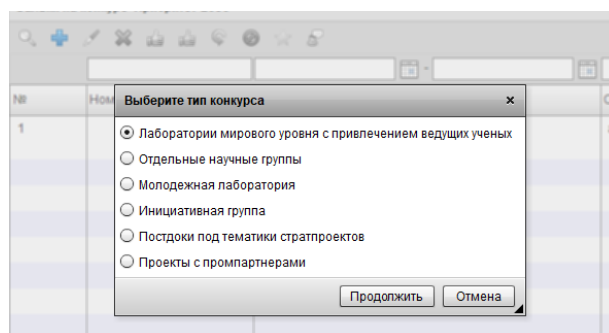 №
Ном
Выберите тип конкурса
1
Лаборатории мирового уровня с привлечением ведущих ученых
Отдельные научные группы
Молодежная лаборатория
Инициативная группа
Постдоки под тематики стратпроектов
Проекты с промпартнерами
Продолжить
Отмена